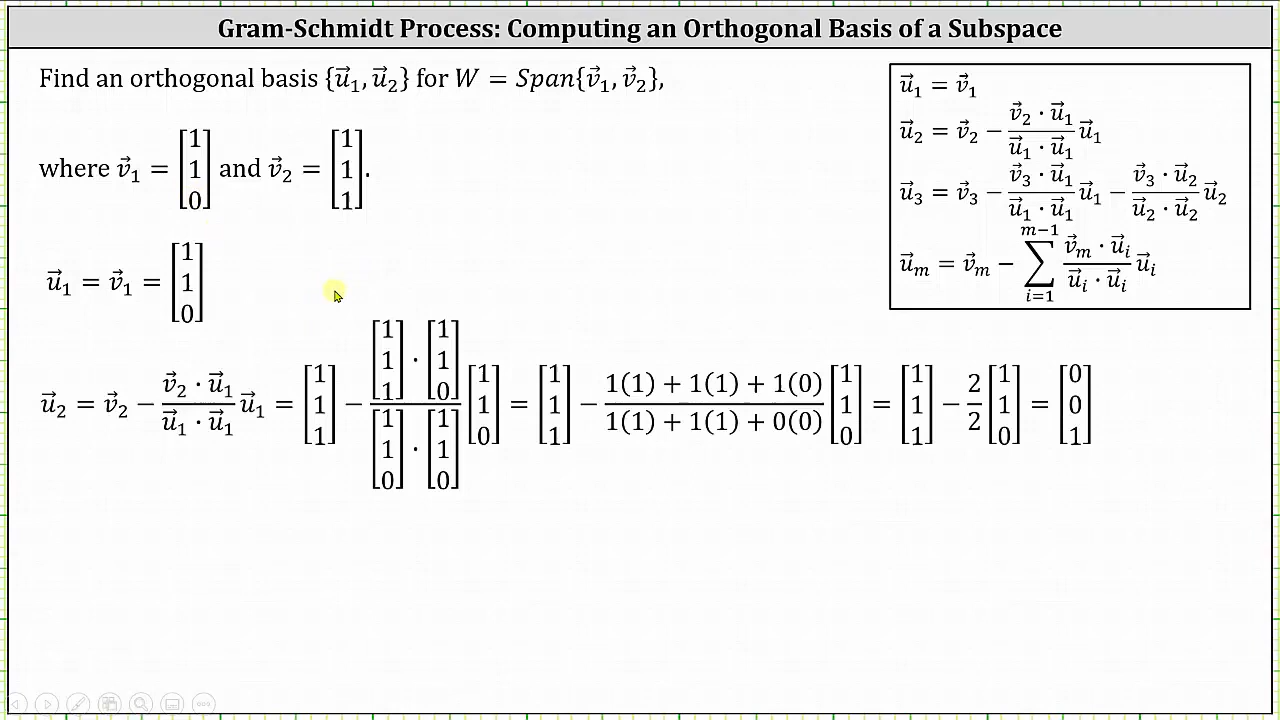 Gram-Schmidt Process: Computing an Orthogonal Basis of a Subspace
Find an orthogonal basis {u⃗₁, u⃗₂} for W = Span{v⃗₁, v⃗₂},
where v⃗₁ = [1 1 0] and v⃗₂ = [1 1 1].
u⃗₁ = v⃗₁ = [1 1 0]
u⃗₂ = v⃗₂ − (v⃗₂ · u⃗₁)/(u⃗₁ · u⃗₁) u⃗₁ = [1 1 1] − ([1 1 1] · [1 1 0])/([1 1 0] · [1 1 0]) [1 1 0] = [1 1 1] − (1(1) + 1(1) + 1(0))/(1(1) + 1(1) + 0(0)) [1 1 0] = [1 1 1] − 2/2 [1 1 0] = [0 0 1]
u⃗₁ = v⃗₁
u⃗₂ = v⃗₂ − (v⃗₂ · u⃗₁)/(u⃗₁ · u⃗₁) u⃗₁
u⃗₃ = v⃗₃ − (v⃗₃ · u⃗₁)/(u⃗₁ · u⃗₁) u⃗₁ − (v⃗₃ · u⃗₂)/(u⃗₂ · u⃗₂) u⃗₂
u⃗ₘ = v⃗ₘ − ∑_{i=1}^{m−1} (v⃗ₘ · u⃗ᵢ)/(u⃗ᵢ · u⃗ᵢ) u⃗ᵢ